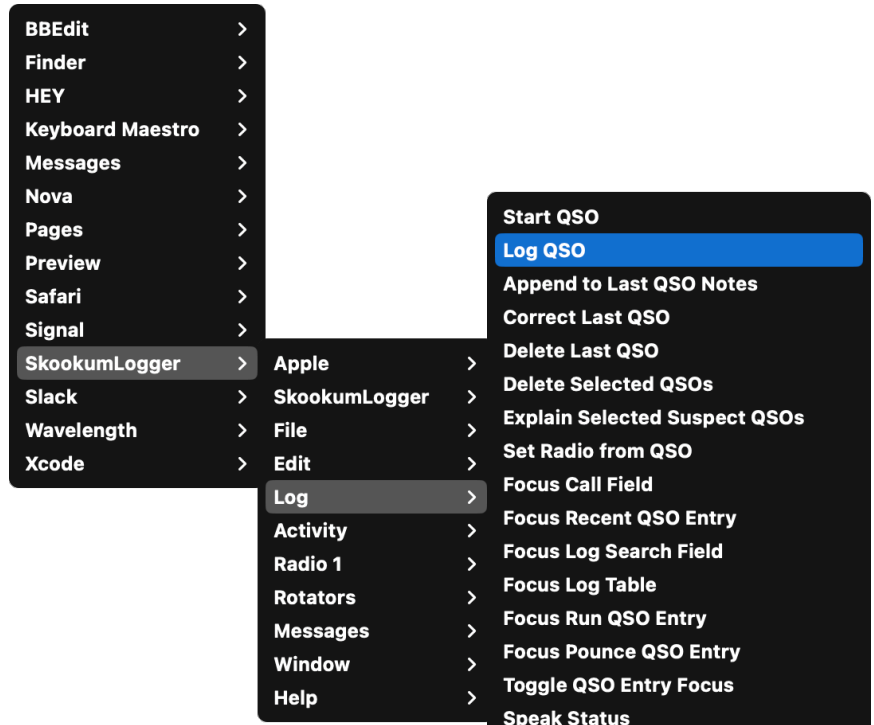 BBEdit
Finder
HEY
Keyboard Maestro
Messages
Nova
Pages
Preview
Safari
Signal
SkookumLogger
Slack
Wavelength
Xcode
Apple
SkookumLogger
File
Edit
Log
Activity
Radio 1
Rotators
Messages
Window
Help
Start QSO
Log QSO
Append to Last QSO Notes
Correct Last QSO
Delete Last QSO
Delete Selected QSOs
Explain Selected Suspect QSOs
Set Radio from QSO
Focus Call Field
Focus Recent QSO Entry
Focus Log Search Field
Focus Log Table
Focus Run QSO Entry
Focus Pounce QSO Entry
Toggle QSO Entry Focus
Speak Status